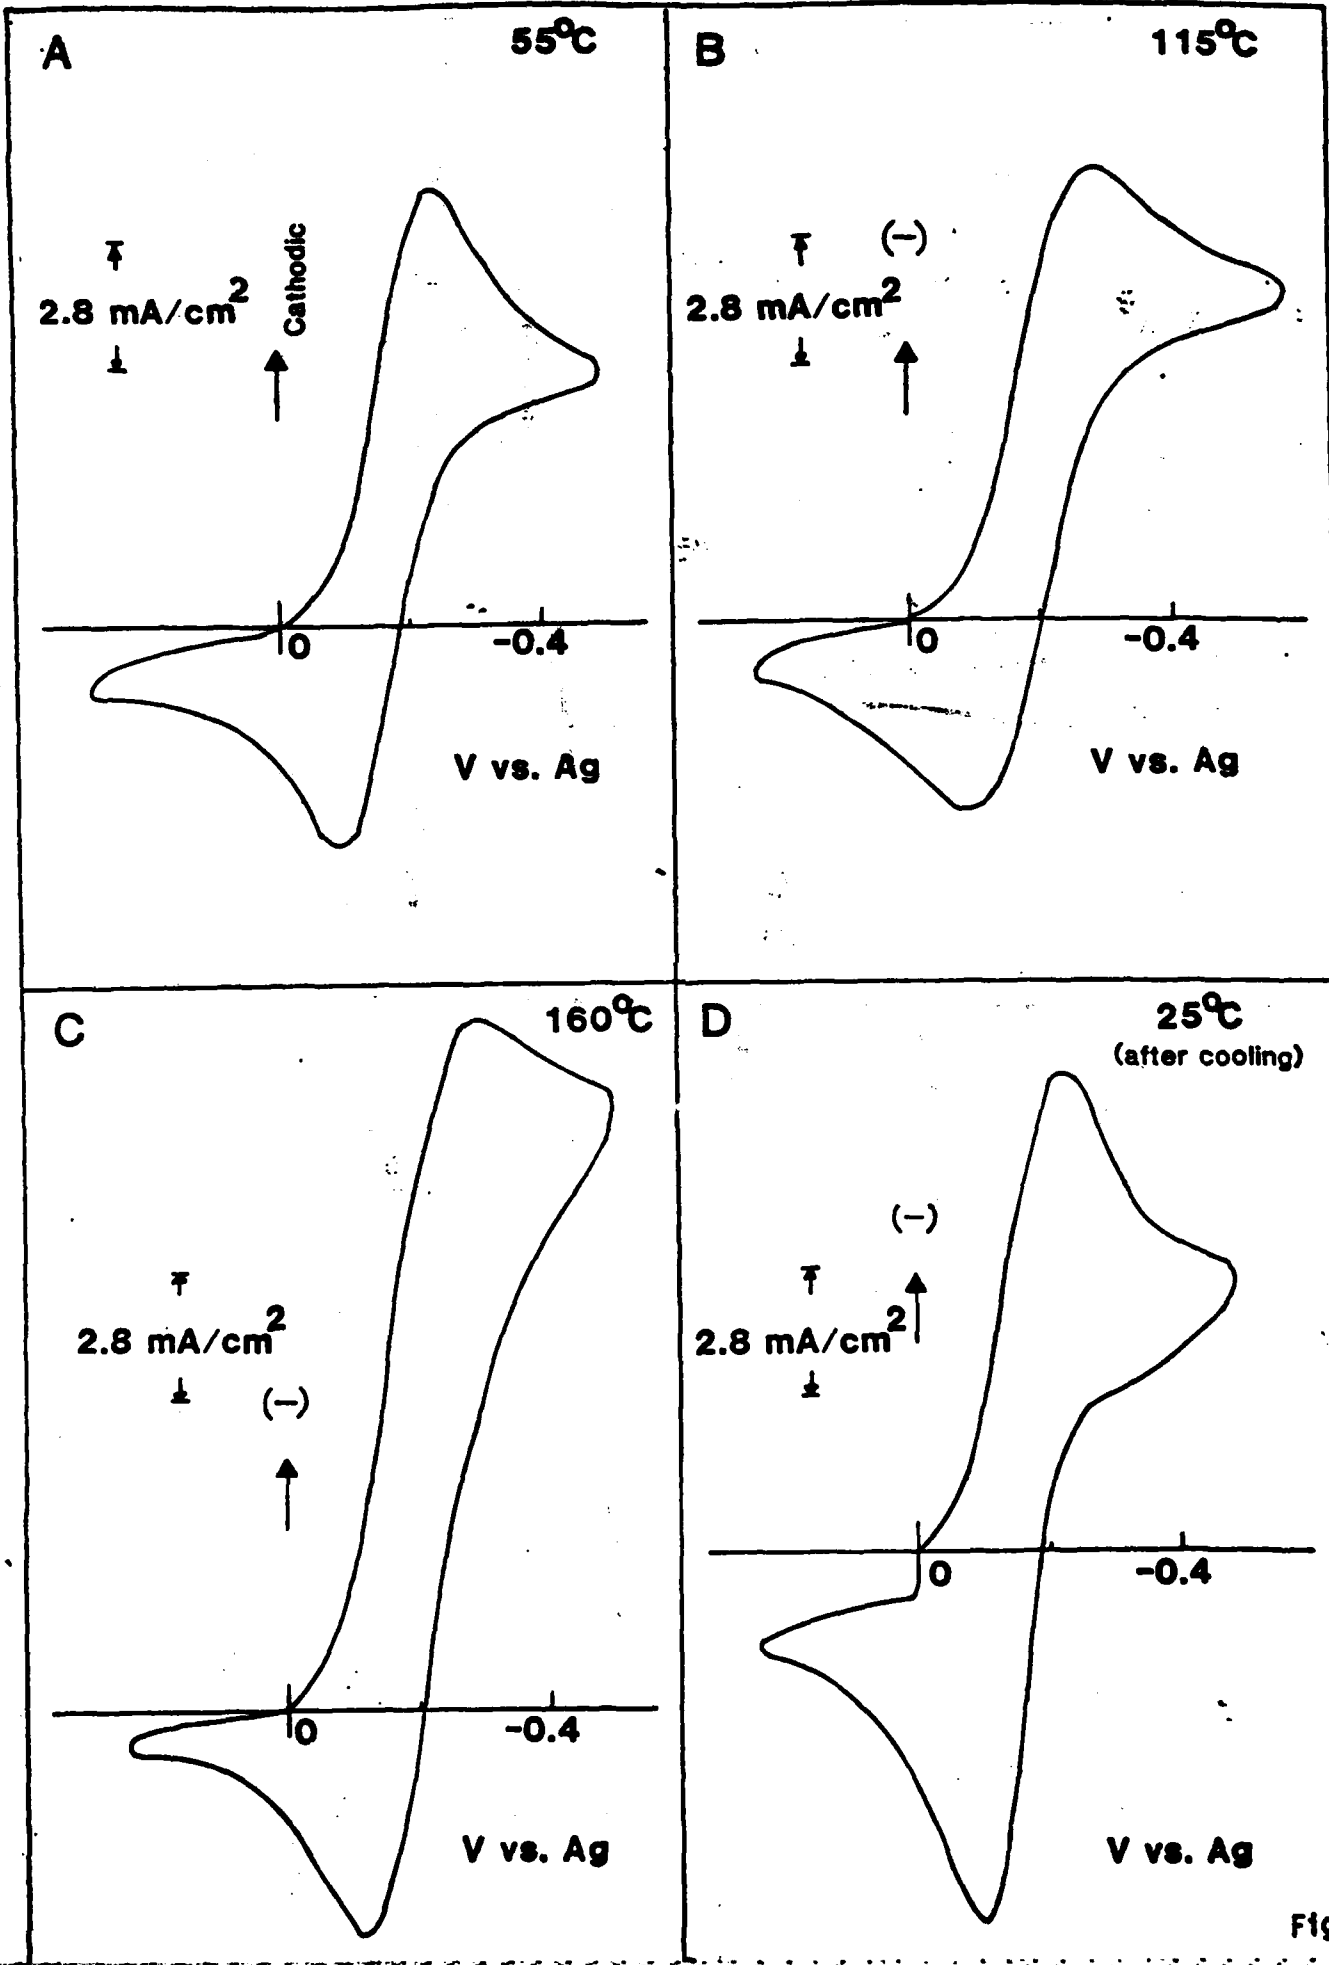 A
55°C
Cathodic
2.8 mA/cm²
0
-0.4
V vs. Ag
B
115°C
(-)
2.8 mA/cm²
0
-0.4
V vs. Ag
C
160°C
2.8 mA/cm²
(-)
0
-0.4
V vs. Ag
D
25°C
(after cooling)
(-)
2.8 mA/cm²
0
-0.4
V vs. Ag
Fig